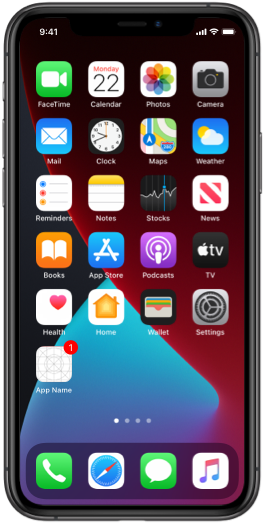 9:41
FaceTime
Monday
22
Calendar
Photos
Camera
Mail
Clock
Maps
Weather
Reminders
Notes
Stocks
News
Books
App Store
Podcasts
tv
TV
Health
Home
Wallet
Settings
1
App Name